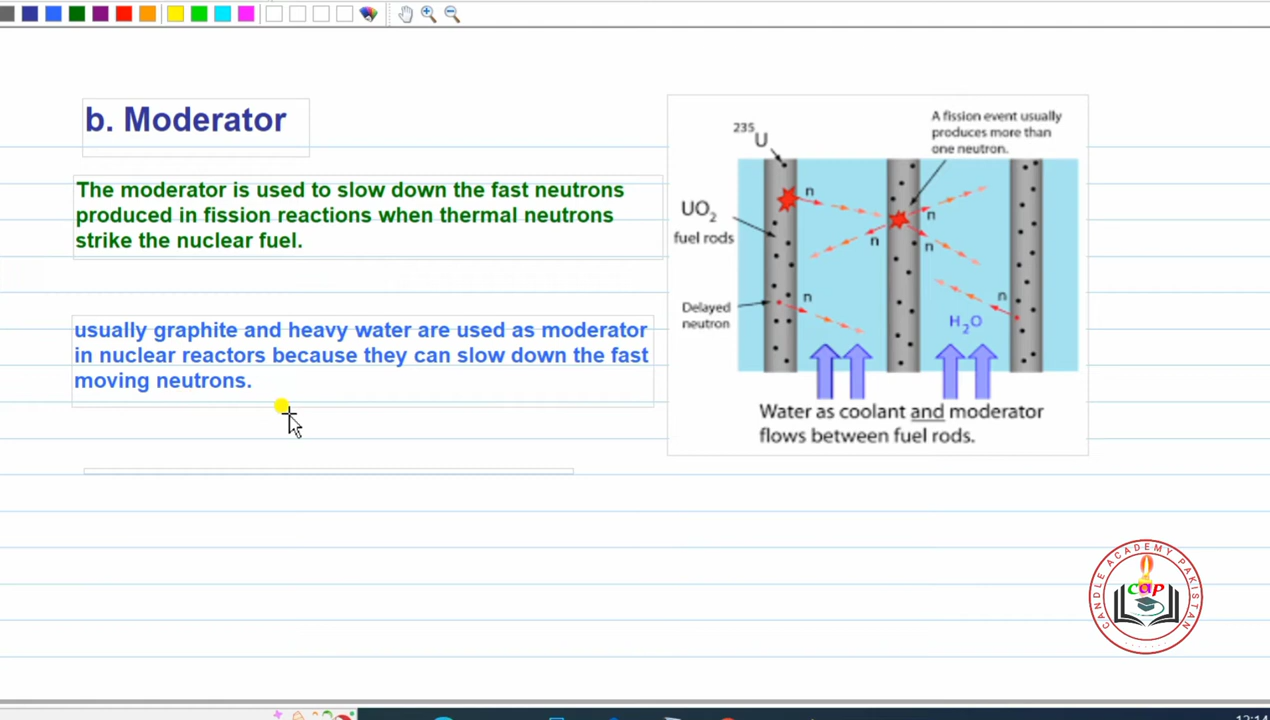 b. Moderator
The moderator is used to slow down the fast neutrons
produced in fission reactions when thermal neutrons
strike the nuclear fuel.
usually graphite and heavy water are used as moderator
in nuclear reactors because they can slow down the fast
moving neutrons.
A fission event usually
produces more than
one neutron.
235U
n
n
UO2
fuel rods
n
n
Delayed
neutron
n
n
H2O
Water as coolant and moderator
flows between fuel rods.
CANDLE ACADEMY PAKISTAN
CAP